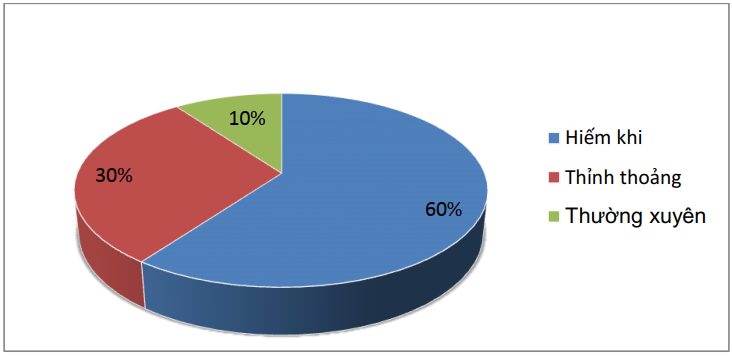 10%
30%
60%
Hiếm khi
Thỉnh thoảng
Thường xuyên